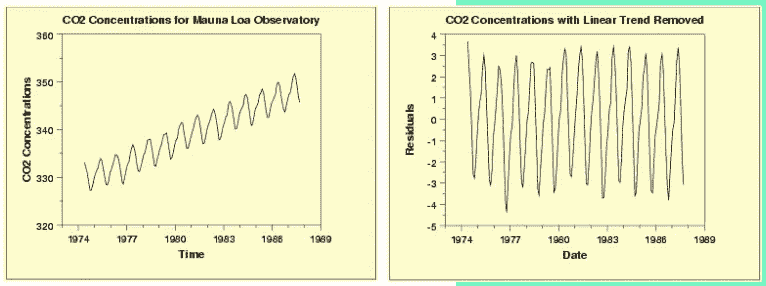 CO2 Concentrations for Mauna Loa Observatory
360
350
340
330
320
CO2 Concentrations
1974 1977 1980 1983 1986 1989
Time
CO2 Concentrations with Linear Trend Removed
4
3
2
1
0
-1
-2
-3
-4
-5
Residuals
1974 1977 1980 1983 1986 1989
Date